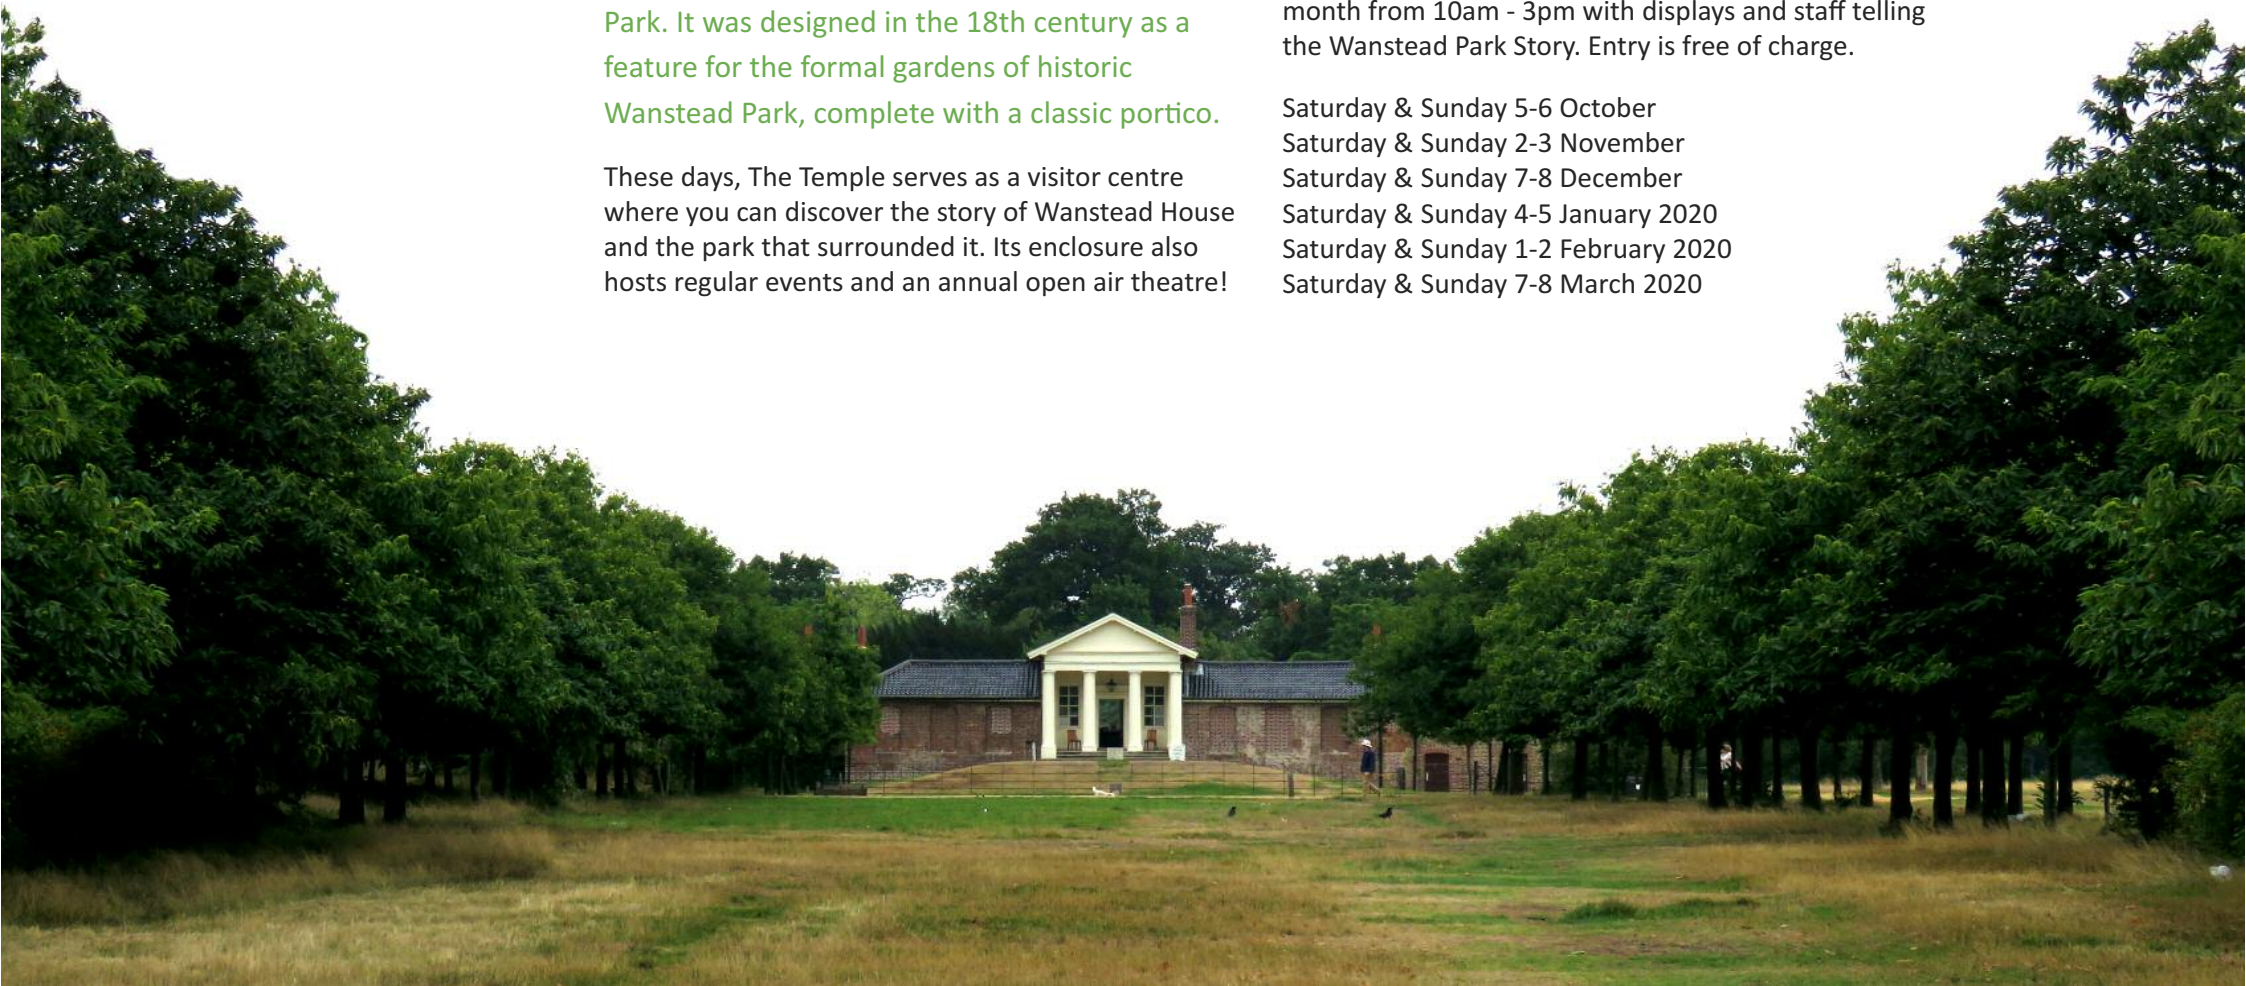 Park. It was designed in the 18th century as a
feature for the formal gardens of historic
Wanstead Park, complete with a classic portico.
These days, The Temple serves as a visitor centre
where you can discover the story of Wanstead House
and the park that surrounded it. Its enclosure also
hosts regular events and an annual open air theatre!
month from 10am - 3pm with displays and staff telling
the Wanstead Park Story. Entry is free of charge.
Saturday & Sunday 5-6 October
Saturday & Sunday 2-3 November
Saturday & Sunday 7-8 December
Saturday & Sunday 4-5 January 2020
Saturday & Sunday 1-2 February 2020
Saturday & Sunday 7-8 March 2020